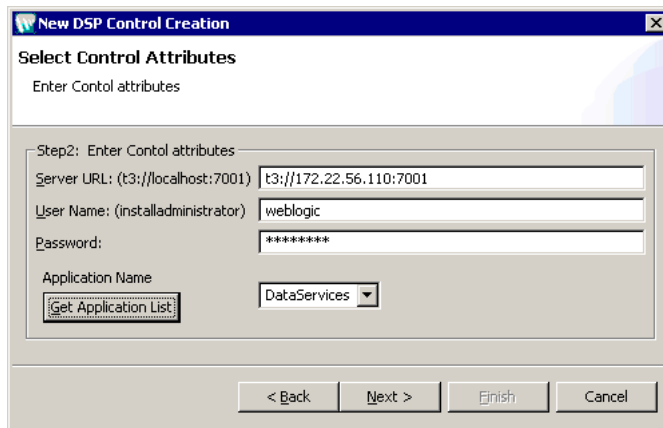 New DSP Control Creation
Select Control Attributes
Enter Contol attributes
Step2: Enter Contol attributes
Server URL: (t3://localhost:7001) t3://172.22.56.110:7001
User Name: (installadministrator) weblogic
Password: ********
Application Name
Get Application List DataServices
< Back Next > Finish Cancel